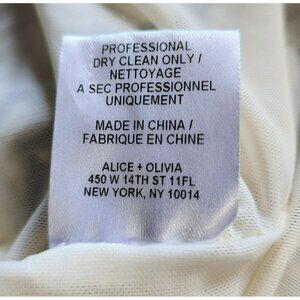 PROFESSIONAL
DRY CLEAN ONLY /
NETTOYAGE
A SEC PROFESSIONNEL
UNIQUEMENT
MADE IN CHINA /
FABRIQUE EN CHINE
ALICE + OLIVIA
450 W 14TH ST 11FL
NEW YORK, NY 10014